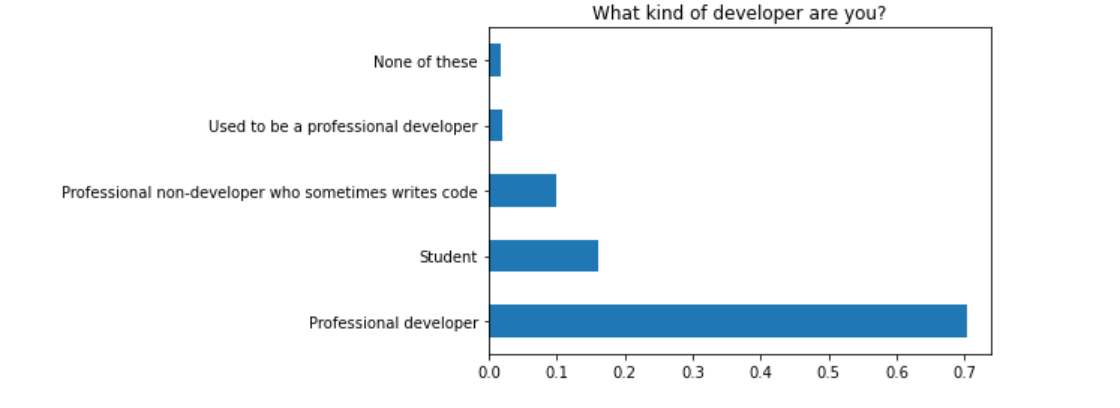 What kind of developer are you?
None of these
Used to be a professional developer
Professional non-developer who sometimes writes code
Student
Professional developer
0.0 0.1 0.2 0.3 0.4 0.5 0.6 0.7